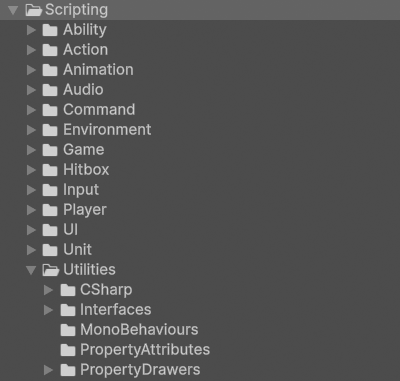 Scripting
Ability
Action
Animation
Audio
Command
Environment
Game
Hitbox
Input
Player
UI
Unit
Utilities
CSharp
Interfaces
MonoBehaviours
PropertyAttributes
PropertyDrawers